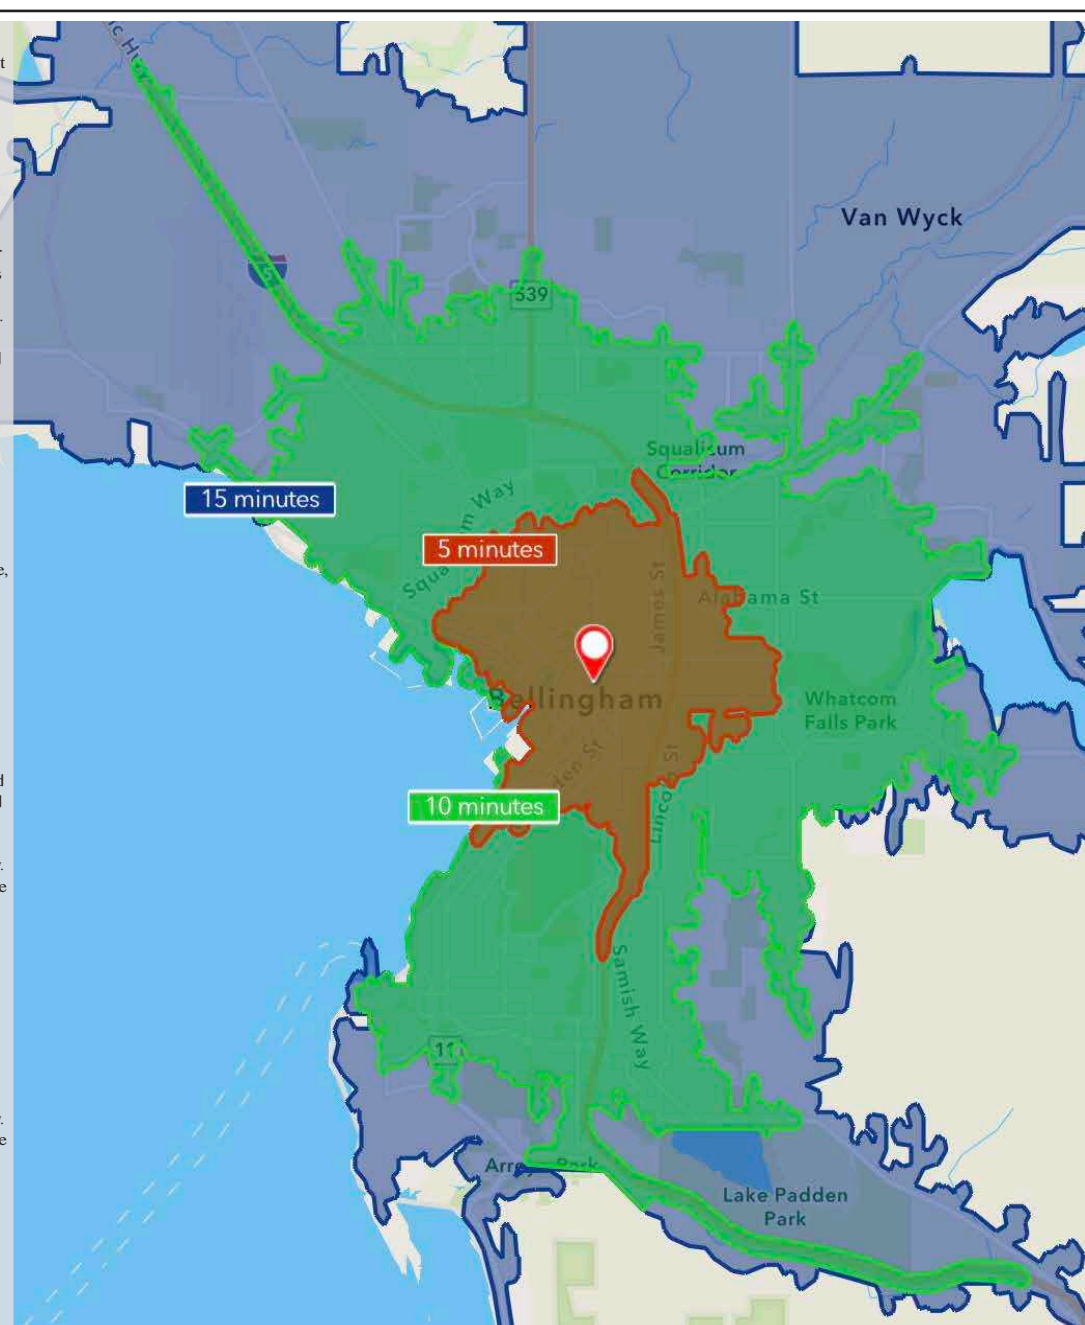 Van Wyck
5
539
Squalicum
Corridor
15 minutes
5 minutes
James St
Alabama St
Bellingham
Whatcom
Falls Park
10 minutes
Lincoln St
Samish Way
11
Lake Padden
Park